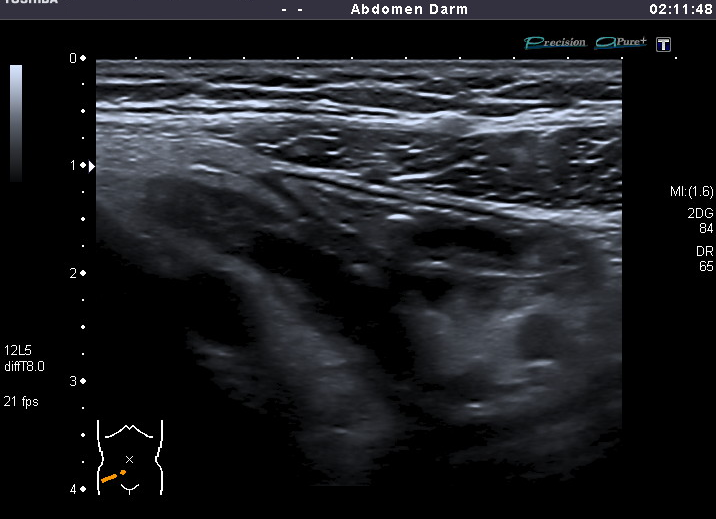 TOSHIBA
- - Abdomen Darm 02:11:48
Precision APure+ T
0
1
2
3
4
MI:(1.6)
2DG
84
DR
65
12L5
diffT8.0
21 fps